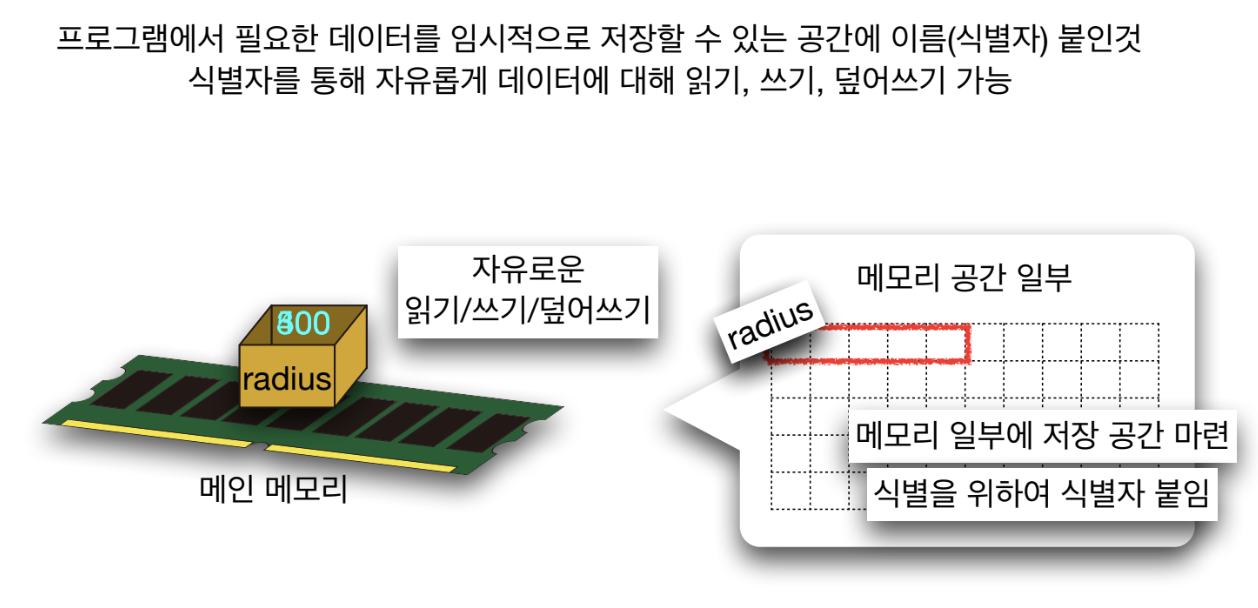 프로그램에서 필요한 데이터를 임시적으로 저장할 수 있는 공간에 이름(식별자) 붙인것
식별자를 통해 자유롭게 데이터에 대해 읽기, 쓰기, 덮어쓰기 가능
자유로운
읽기/쓰기/덮어쓰기
radius
메인 메모리
메모리 공간 일부
radius
메모리 일부에 저장 공간 마련
식별을 위하여 식별자 붙임